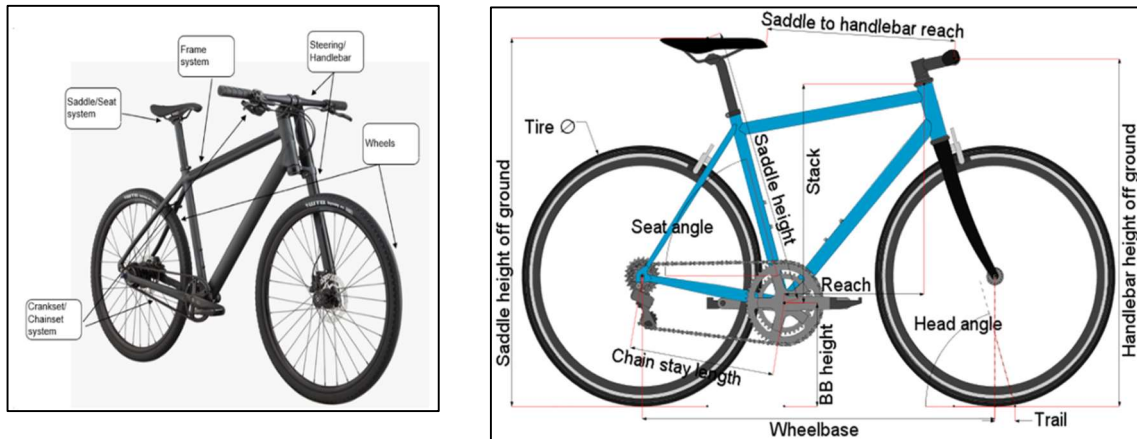 Frame
system
Steering/
Handlebar
Saddle/Seat
system
Wheels
Crankset/
Chainset
system
Saddle to handlebar
reach
Tire Ø
Saddle height off ground
Saddle height
Stack
Seat angle
Reach
Head angle
Handlebar height off ground
Chain stay length
BB height
Trail
Wheelbase